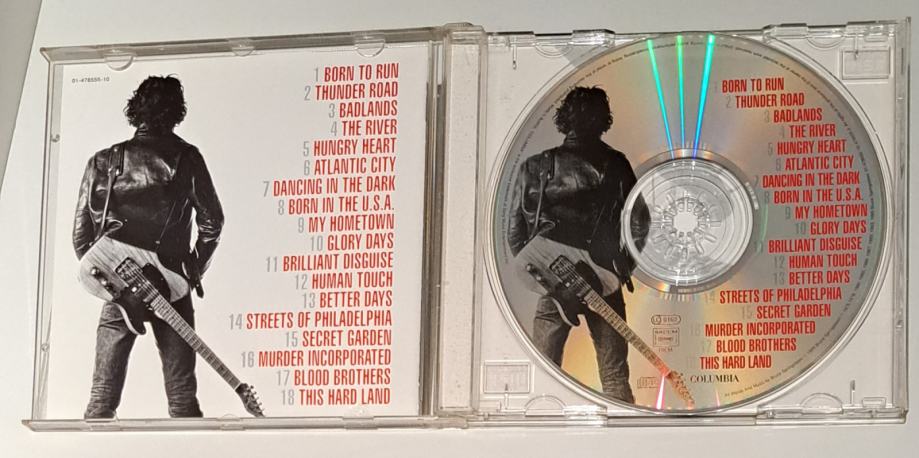 01-478555-10
1 BORN TO RUN
2 THUNDER ROAD
3 BADLANDS
4 THE RIVER
5 HUNGRY HEART
6 ATLANTIC CITY
7 DANCING IN THE DARK
8 BORN IN THE U.S.A.
9 MY HOMETOWN
10 GLORY DAYS
11 BRILLIANT DISGUISE
12 HUMAN TOUCH
13 BETTER DAYS
14 STREETS OF PHILADELPHIA
15 SECRET GARDEN
16 MURDER INCORPORATED
17 BLOOD BROTHERS
18 THIS HARD LAND
1 BORN TO RUN
2 THUNDER ROAD
3 BADLANDS
4 THE RIVER
5 HUNGRY HEART
6 ATLANTIC CITY
7 DANCING IN THE DARK
8 BORN IN THE U.S.A.
9 MY HOMETOWN
10 GLORY DAYS
11 BRILLIANT DISGUISE
12 HUMAN TOUCH
13 BETTER DAYS
14 STREETS OF PHILADELPHIA
15 SECRET GARDEN
MURDER INCORPORATED
17 BLOOD BROTHERS
THIS HARD LAND
COLUMBIA